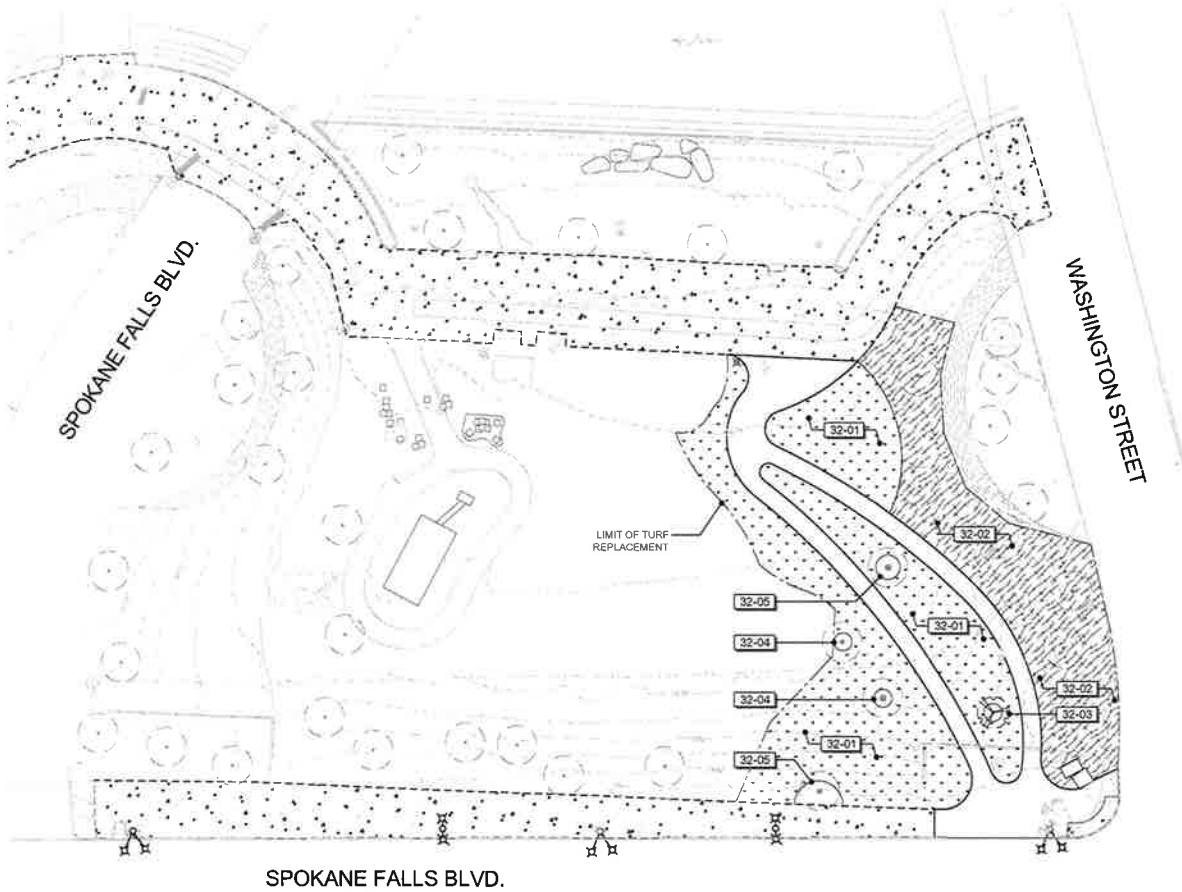 SPOKANE FALLS BLVD.
WASHINGTON STREET
32-01
LIMIT OF TURF
REPLACEMENT
32-02
32-05
32-01
32-04
32-02
32-04
32-03
32-01
32-05
SPOKANE FALLS BLVD.